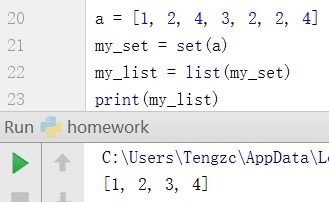 20 a = [1, 2, 4, 3, 2, 2, 4]
21 my_set = set(a)
22 my_list = list(my_set)
23 print(my_list)
Run homework
C:\Users\Tengzc\AppData\L
[1, 2, 3, 4]